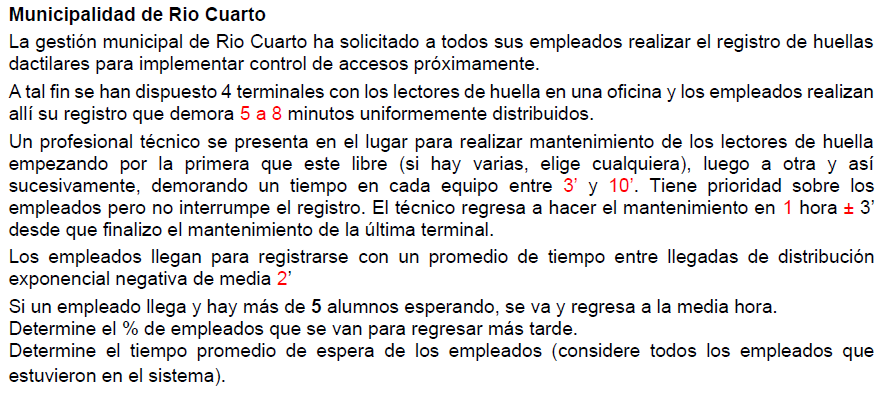 Municipalidad de Rio Cuarto
La gestión municipal de Rio Cuarto ha solicitado a todos sus empleados realizar el registro de huellas
dactilares para implementar control de accesos próximamente.
A tal fin se han dispuesto 4 terminales con los lectores de huella en una oficina y los empleados realizan
allí su registro que demora 5 a 8 minutos uniformemente distribuidos.
Un profesional técnico se presenta en el lugar para realizar mantenimiento de los lectores de huella
empezando por la primera que este libre (si hay varias, elige cualquiera), luego a otra y así
sucesivamente, demorando un tiempo en cada equipo entre 3’ y 10’. Tiene prioridad sobre los
empleados pero no interrumpe el registro. El técnico regresa a hacer el mantenimiento en 1 hora ± 3’
desde que finalizo el mantenimiento de la última terminal.
Los empleados llegan para registrarse con un promedio de tiempo entre llegadas de distribución
exponencial negativa de media 2’
Si un empleado llega y hay más de 5 alumnos esperando, se va y regresa a la media hora.
Determine el % de empleados que se van para regresar más tarde.
Determine el tiempo promedio de espera de los empleados (considere todos los empleados que
estuvieron en el sistema).